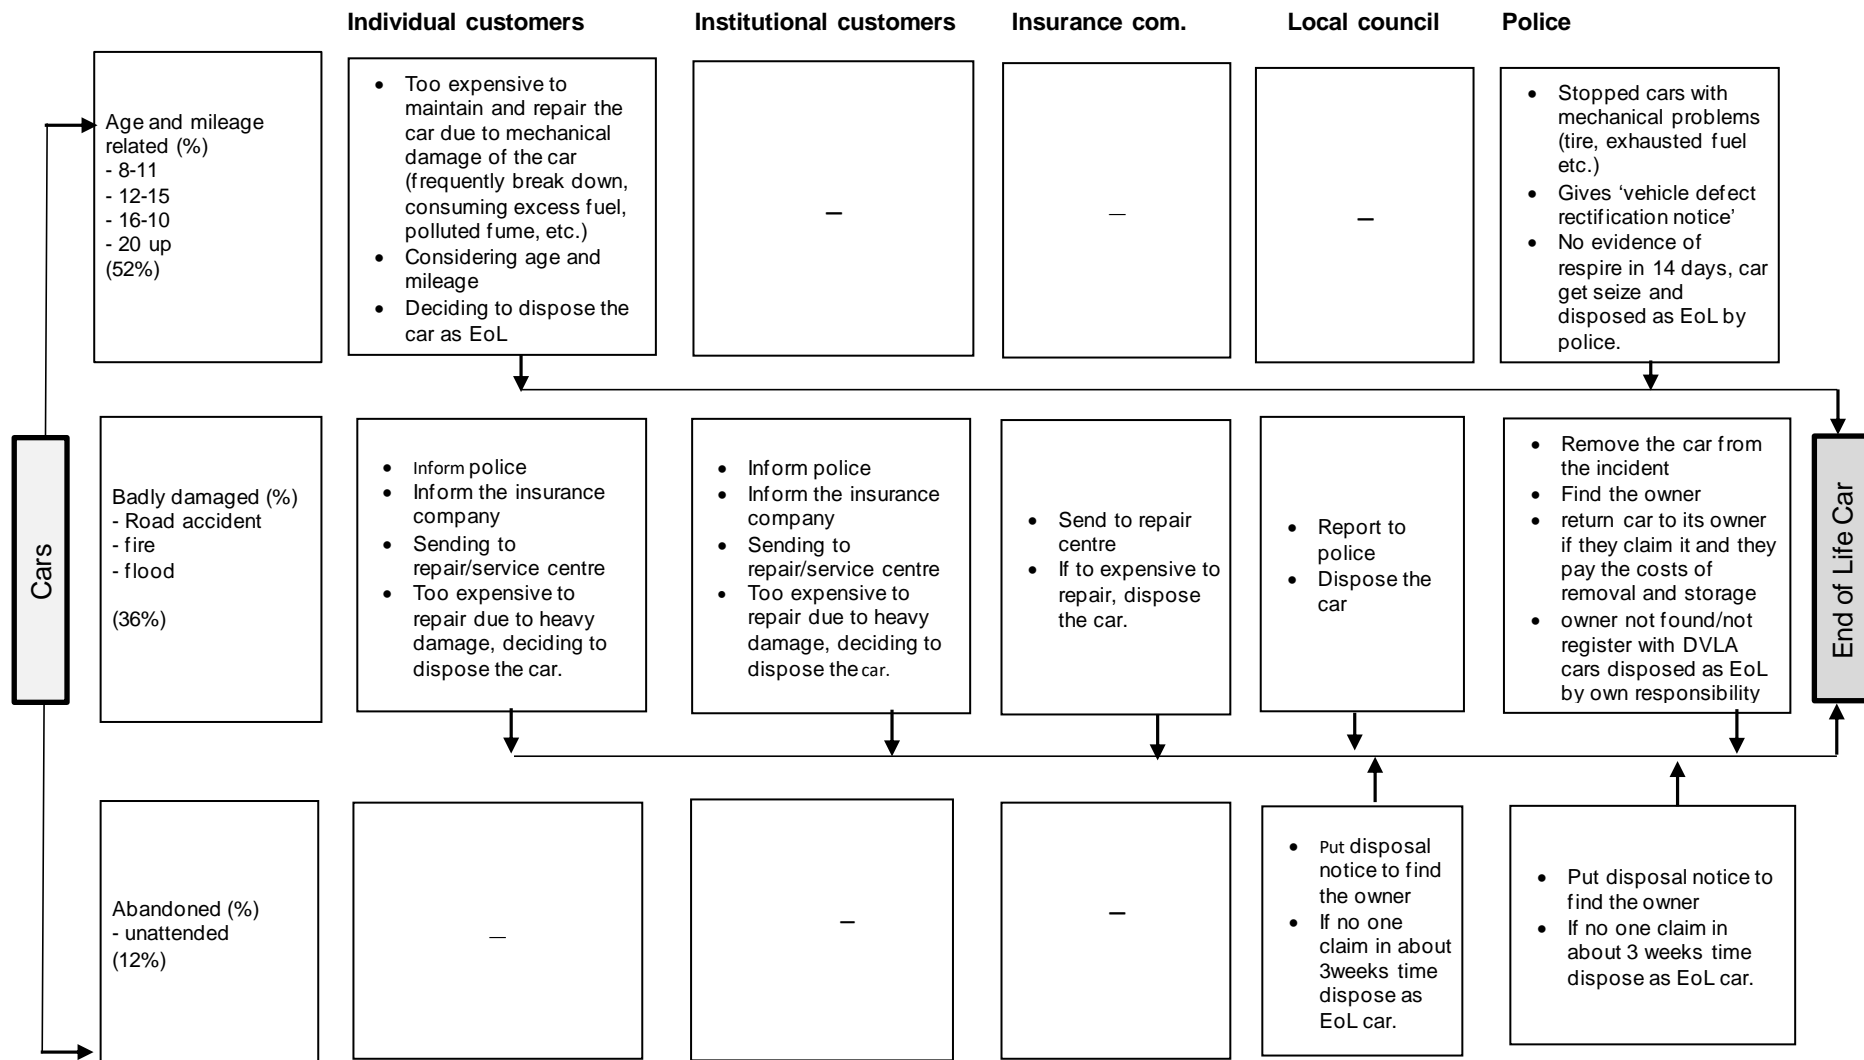 Individual customers
Institutional customers
Insurance com.
Local council
Police
Cars
Age and mileage
related (%)
- 8-11
- 12-15
- 16-10
- 20 up
(52%)
• Too expensive to
maintain and repair the
car due to mechanical
damage of the car
(frequently break down,
consuming excess fuel,
polluted fume, etc.)
• Considering age and
mileage
• Deciding to dispose the
car as EoL
–
–
–
• Stopped cars with
mechanical problems
(tire, exhausted fuel
etc.)
• Gives ‘vehicle defect
rectification notice’
• No evidence of
respire in 14 days, car
get seize and
disposed as EoL by
police.
Badly damaged (%)
- Road accident
- fire
- flood
(36%)
• Inform police
• Inform the insurance
company
• Sending to
repair/service centre
• Too expensive to
repair due to heavy
damage, deciding to
dispose the car.
• Inform police
• Inform the insurance
company
• Sending to
repair/service centre
• Too expensive to
repair due to heavy
damage, deciding to
dispose the car.
• Send to repair
centre
• If to expensive to
repair, dispose
the car.
• Report to
police
• Dispose the
car
• Remove the car from
the incident
• Find the owner
• return car to its owner
if they claim it and they
pay the costs of
removal and storage
• owner not found/not
register with DVLA
cars disposed as EoL
by own responsibility
End of Life Car
Abandoned (%)
- unattended
(12%)
–
–
–
• Put disposal
notice to find
the owner
• If no one
claim in about
3weeks time
dispose as
EoL car.
• Put disposal notice to
find the owner
• If no one claim in
about 3 weeks time
dispose as EoL car.